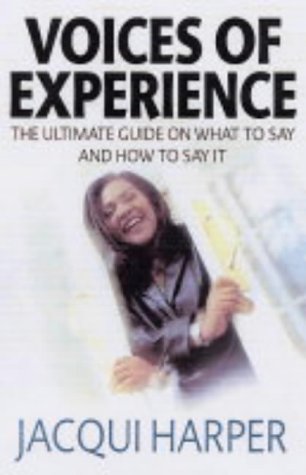 VOICES OF
EXPERIENCE
THE ULTIMATE GUIDE ON WHAT TO SAY
AND HOW TO SAY IT
JACQUI HARPER